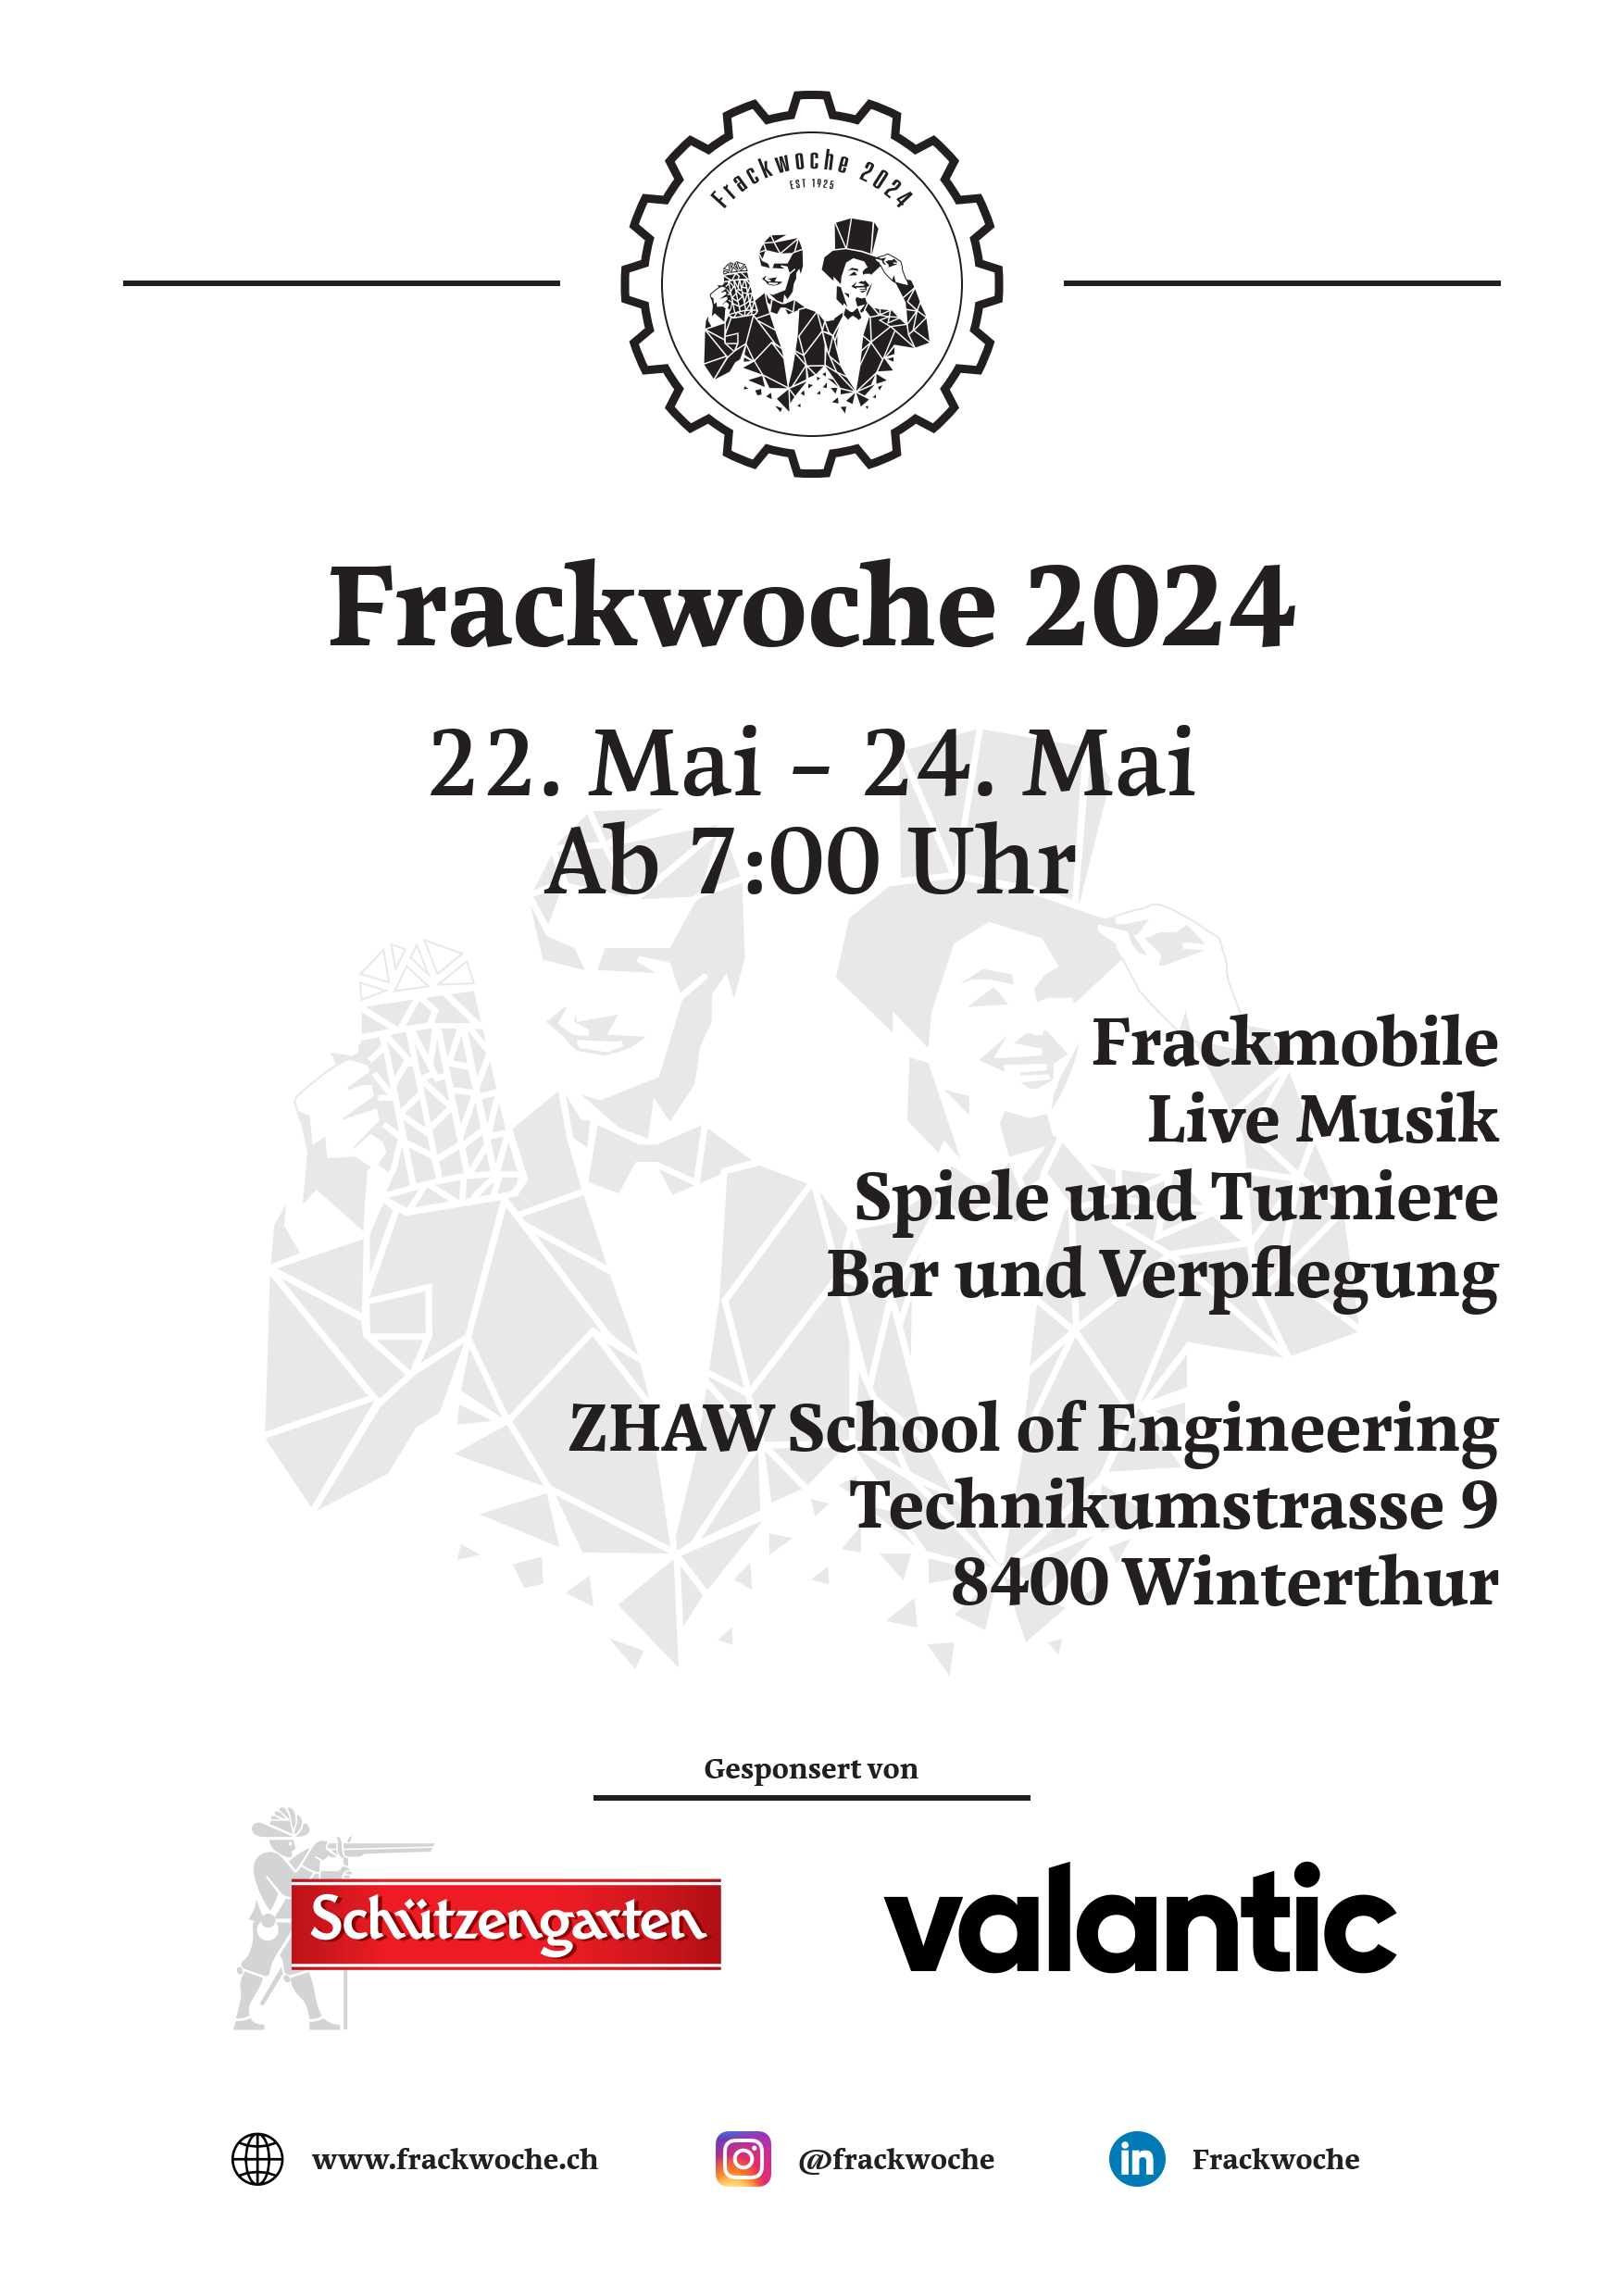 Frackwoche 2024
EST 1925
Frackwoche 2024
22. Mai – 24. Mai
Ab 7:00 Uhr
Frackmobile
Live Musik
Spiele und Turniere
Bar und Verpflegung
ZHAW School of Engineering
Technikumstrasse 9
8400 Winterthur
Gesponsert von
Schützengarten
valantic
www.frackwoche.ch
@frackwoche
in
Frackwoche